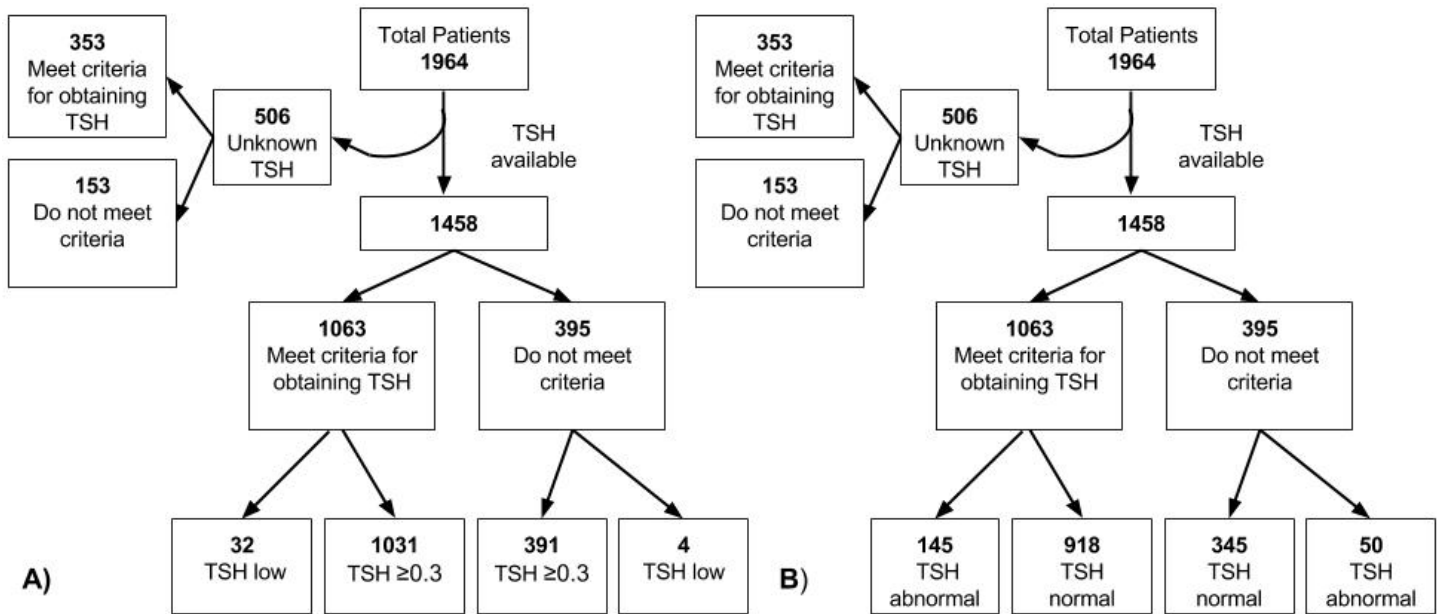 353
Meet criteria
for obtaining
TSH
153
Do not meet
criteria
506
Unknown
TSH
Total Patients
1964
TSH
available
1458
1063
Meet criteria for
obtaining TSH
395
Do not meet
criteria
32
TSH low
1031
TSH ≥0.3
391
TSH ≥0.3
4
TSH low
A)
353
Meet criteria
for obtaining
TSH
153
Do not meet
criteria
506
Unknown
TSH
Total Patients
1964
TSH
available
1458
1063
Meet criteria for
obtaining TSH
395
Do not meet
criteria
145
TSH
abnormal
918
TSH
normal
345
TSH
normal
50
TSH
abnormal
B)